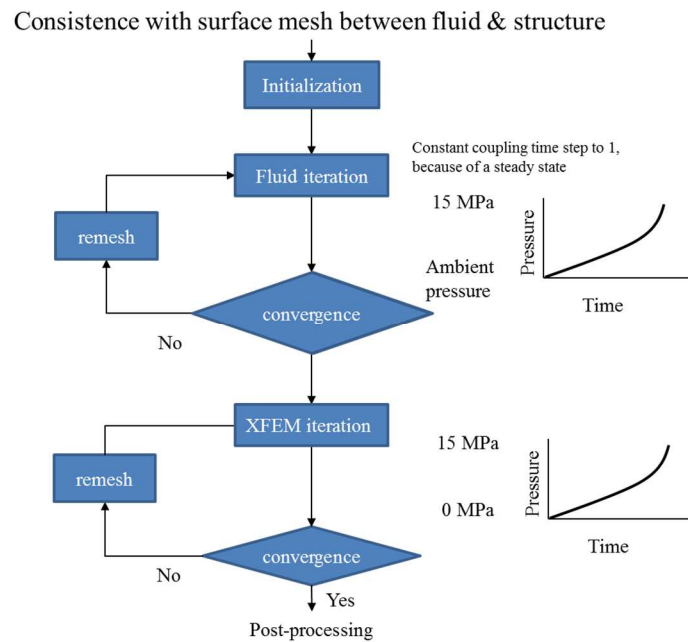 Consistence with surface mesh between fluid & structure
Initialization
Constant coupling time step to 1,
because of a steady state
Fluid iteration
15 MPa
remesh
Pressure
Ambient
pressure
Time
convergence
No
XFEM iteration
15 MPa
remesh
Pressure
0 MPa
Time
convergence
No
Yes
Post-processing